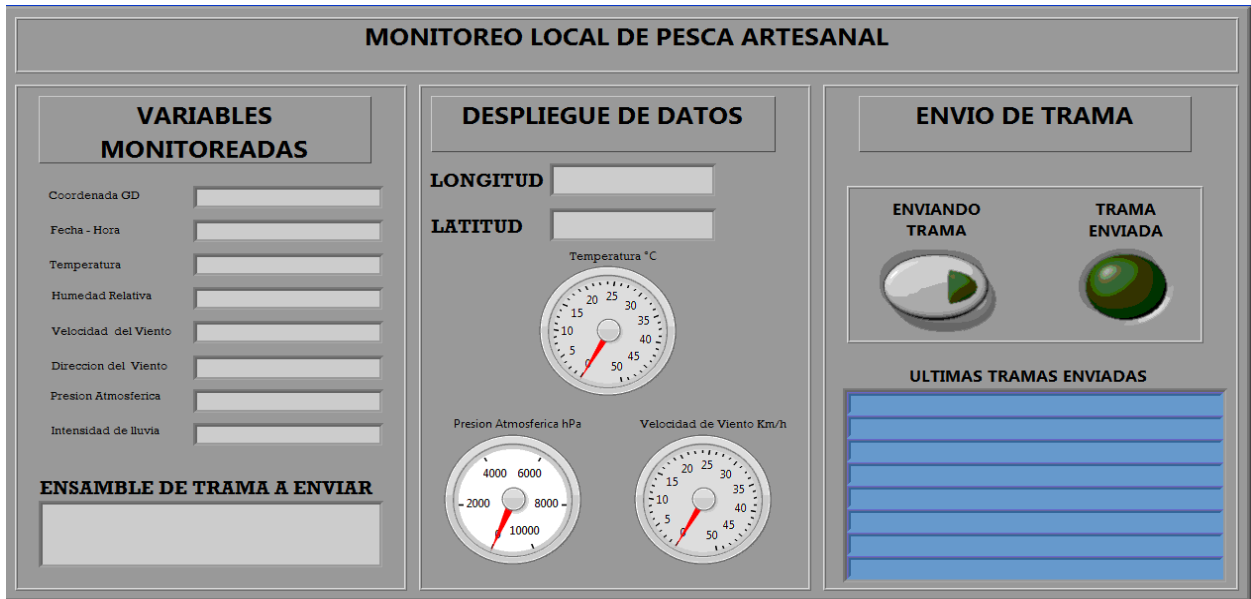 MONITOREO LOCAL DE PESCA ARTESANAL
VARIABLES
MONITOREADAS
Coordenada GD
Fecha - Hora
Temperatura
Humedad Relativa
Velocidad del Viento
Direccion del Viento
Presion Atmosferica
Intensidad de lluvia
ENSAMBLE DE TRAMA A ENVIAR
DESPLIEGUE DE DATOS
LONGITUD
LATITUD
Temperatura °C
0 5 10 15 20 25 30 35 40 45 50
Presion Atmosferica hPa
0 2000 4000 6000 8000 10000
Velocidad de Viento Km/h
0 5 10 15 20 25 30 35 40 45 50
ENVIO DE TRAMA
ENVIANDO
TRAMA
TRAMA
ENVIADA
ULTIMAS TRAMAS ENVIADAS